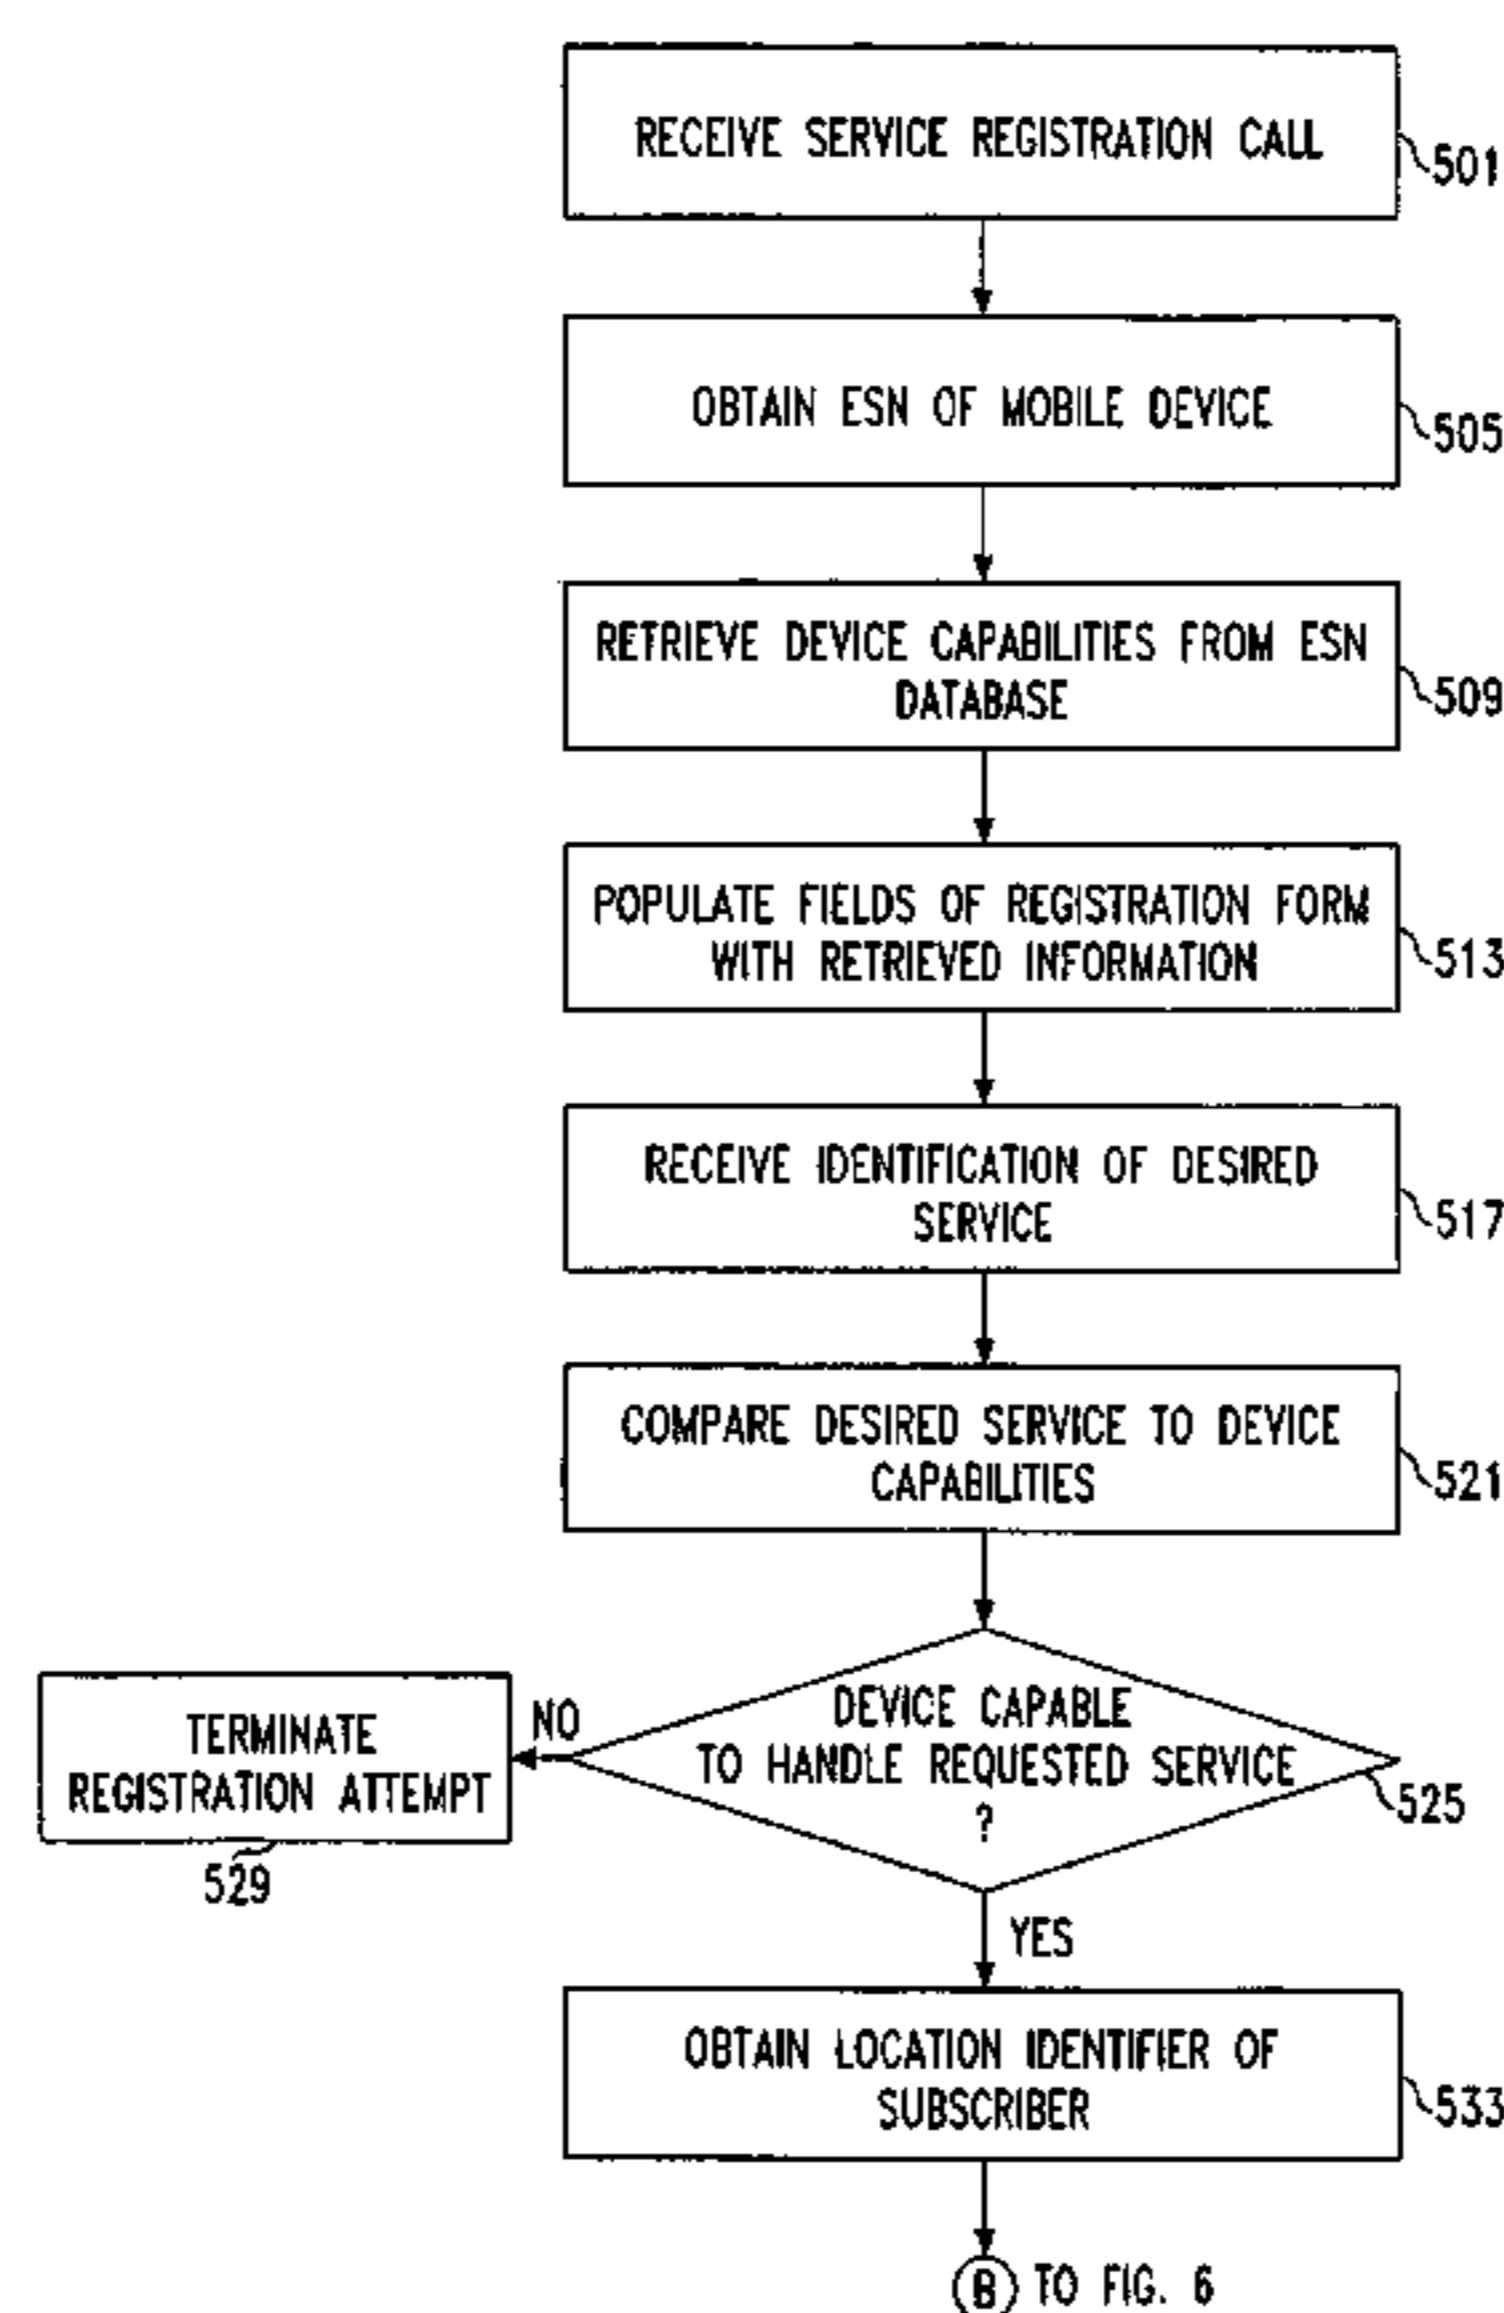 RECEIVE SERVICE REGISTRATION CALL
501
OBTAIN ESN OF MOBILE DEVICE
505
RETRIEVE DEVICE CAPABILITIES FROM ESN
DATABASE
509
POPULATE FIELDS OF REGISTRATION FORM
WITH RETRIEVED INFORMATION
513
RECEIVE IDENTIFICATION OF DESIRED
SERVICE
517
COMPARE DESIRED SERVICE TO DEVICE
CAPABILITIES
521
DEVICE CAPABLE
TO HANDLE REQUESTED SERVICE
?
525
NO
TERMINATE
REGISTRATION ATTEMPT
529
YES
OBTAIN LOCATION IDENTIFIER OF
SUBSCRIBER
533
B TO FIG. 6